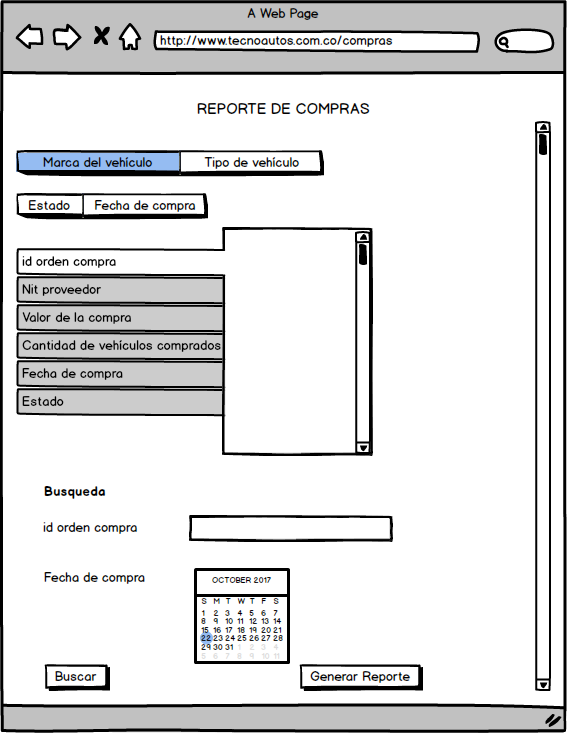 A Web Page
http://www.tecnoautos.com.co/compras
REPORTE DE COMPRAS
Marca del vehículo Tipo de vehículo
Estado Fecha de compra
id orden compra
Nit proveedor
Valor de la compra
Cantidad de vehículos comprados
Fecha de compra
Estado
Busqueda
id orden compra
Fecha de compra
OCTOBER 2017
S M T W T F S
1 2 3 4 5 6 7
8 9 10 11 12 13 14
15 16 17 18 19 20 21
22 23 24 25 26 27 28
29 30 31 1 2 3 4
5 6 7 8 9 10 11
Buscar Generar Reporte